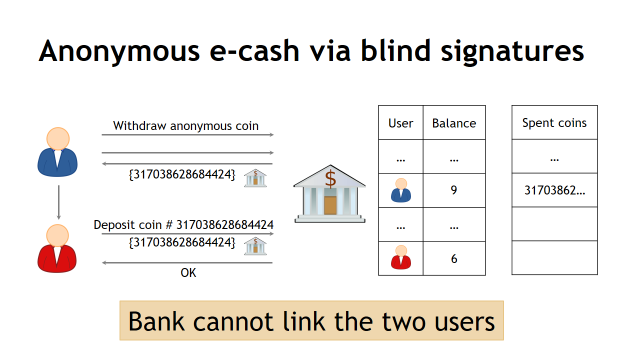 Anonymous e-cash via blind signatures
Withdraw anonymous coin
{317038628684424}
$
Deposit coin # 317038628684424
{317038628684424}
OK
$
User Balance
... ...
9
... ...
6
Spent coins
...
31703862...
Bank cannot link the two users